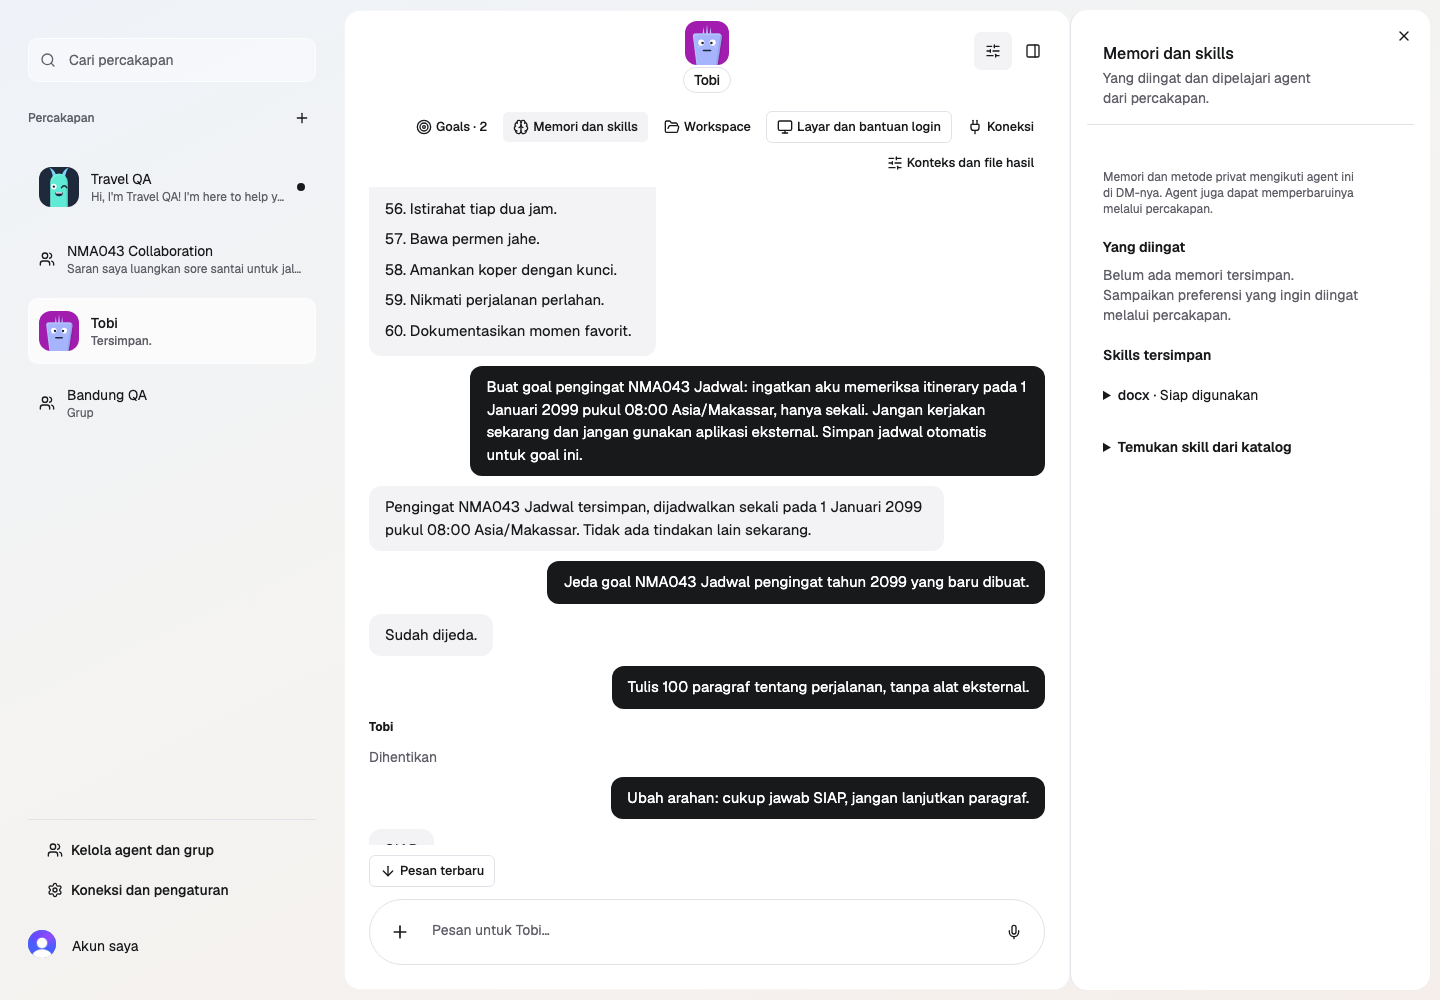 Cari percakapan
Percakapan
Travel QA
Hi, I'm Travel QA! I'm here to help y...
NMA043 Collaboration
Saran saya luangkan sore santai untuk jal...
Tobi
Tersimpan.
Bandung QA
Grup
Kelola agent dan grup
Koneksi dan pengaturan
Akun saya
Tobi
Goals · 2
Memori dan skills
Workspace
Layar dan bantuan login
Koneksi
Konteks dan file hasil
56. Istirahat tiap dua jam.
57. Bawa permen jahe.
58. Amankan koper dengan kunci.
59. Nikmati perjalanan perlahan.
60. Dokumentasikan momen favorit.
Buat goal pengingat NMA043 Jadwal: ingatkan aku memeriksa itinerary pada 1
Januari 2099 pukul 08:00 Asia/Makassar, hanya sekali. Jangan kerjakan
sekarang dan jangan gunakan aplikasi eksternal. Simpan jadwal otomatis
untuk goal ini.
Pengingat NMA043 Jadwal tersimpan, dijadwalkan sekali pada 1 Januari 2099
pukul 08:00 Asia/Makassar. Tidak ada tindakan lain sekarang.
Jeda goal NMA043 Jadwal pengingat tahun 2099 yang baru dibuat.
Sudah dijeda.
Tulis 100 paragraf tentang perjalanan, tanpa alat eksternal.
Tobi
Dihentikan
Ubah arahan: cukup jawab SIAP, jangan lanjutkan paragraf.
Pesan terbaru
Pesan untuk Tobi...
Memori dan skills
Yang diingat dan dipelajari agent
dari percakapan.
Memori dan metode privat mengikuti agent ini
di DM-nya. Agent juga dapat memperbaruinya
melalui percakapan.
Yang diingat
Belum ada memori tersimpan.
Sampaikan preferensi yang ingin diingat
melalui percakapan.
Skills tersimpan
docx · Siap digunakan
Temukan skill dari katalog